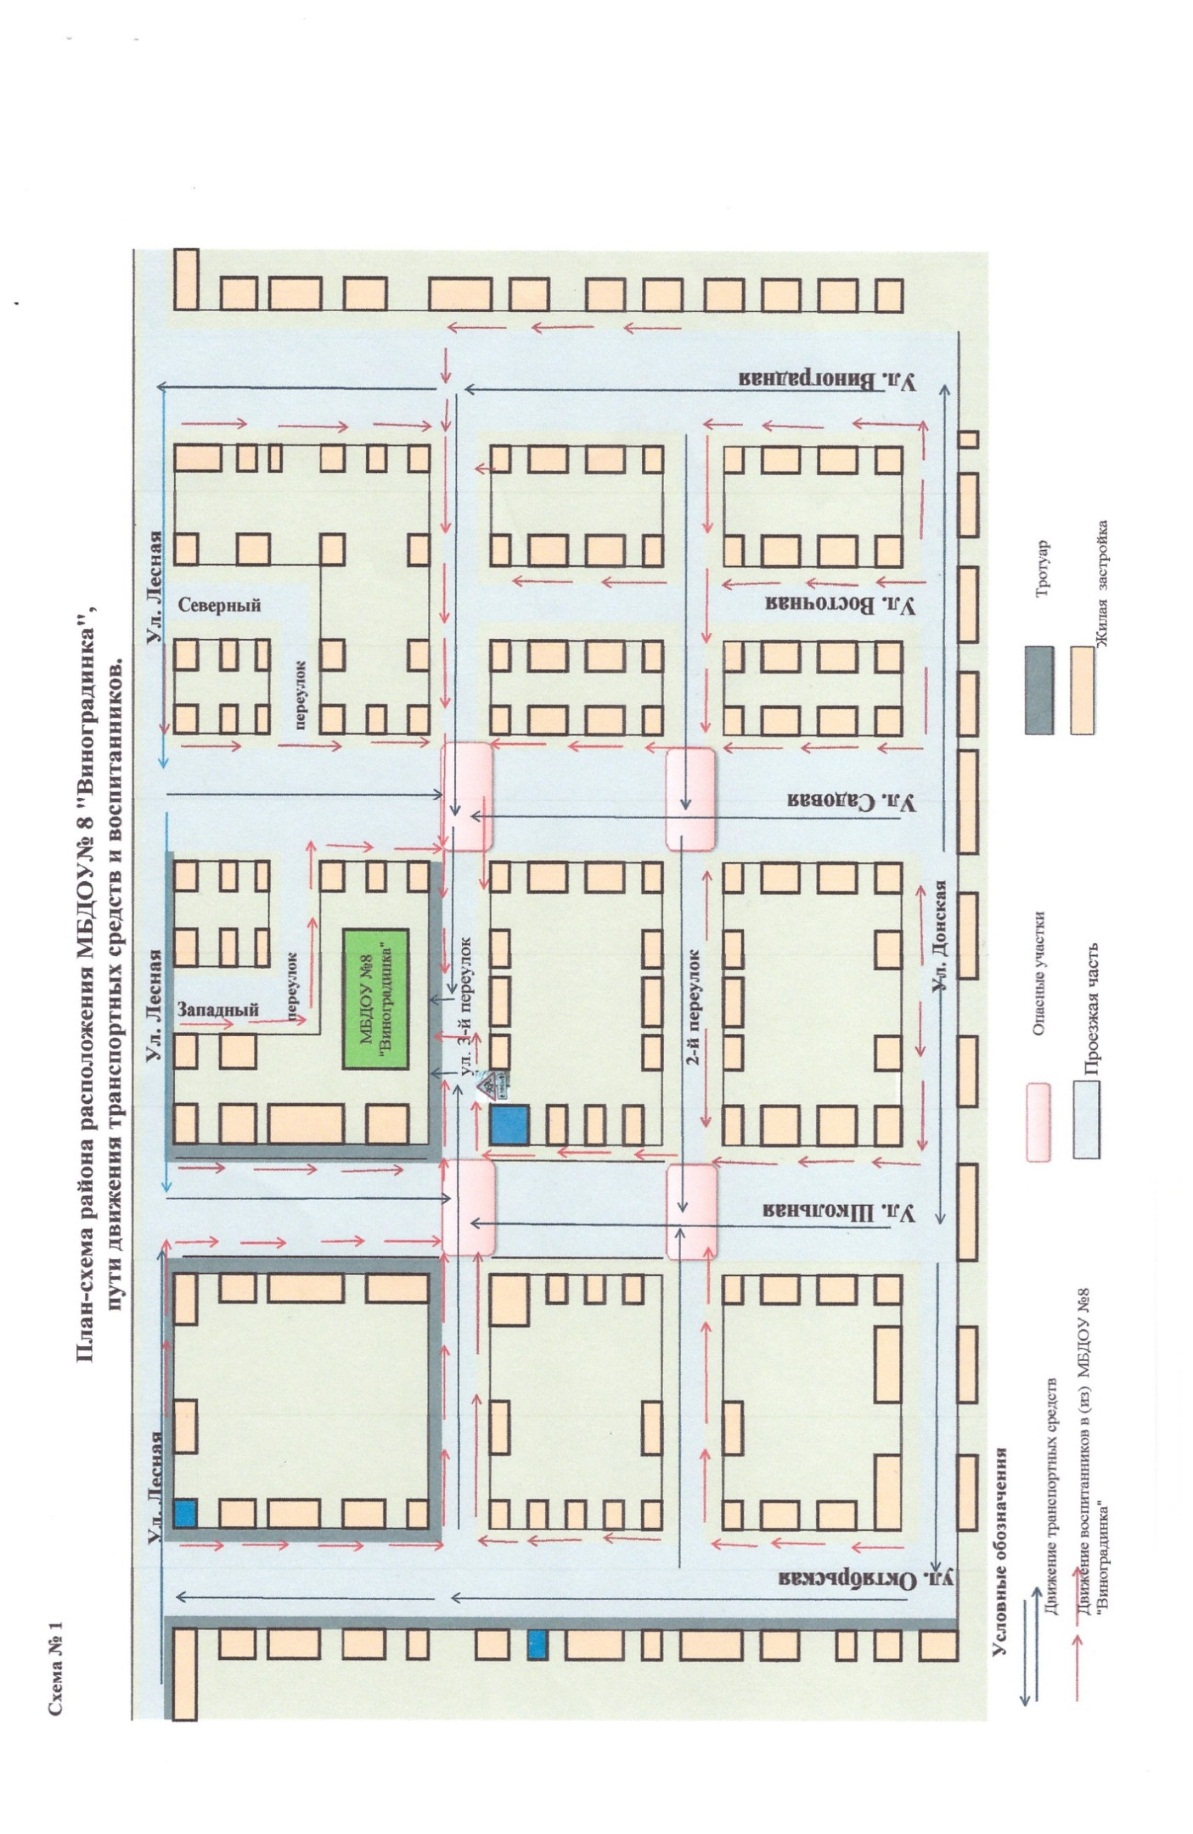 Схема № 1
План-схема района расположения МБДОУ№ 8 "Виноградинка",
пути движения транспортных средств и воспитанников.
Ул. Лесная
Ул. Лесная
Ул. Лесная
Западный
переулок
Северный
переулок
МБДОУ №8
"Виноградинка"
ул. 3-й переулок
2-й переулок
ул. Октябрьская
Ул. Школьная
Ул. Садовая
Ул. Восточная
Ул. Виноградная
Ул. Донская
Условные обозначения
Движение транспортных средств
Движение воспитанников в (из) МБДОУ №8
"Виноградинка"
Опасные участки
Проезжая часть
Тротуар
Жилая застройка